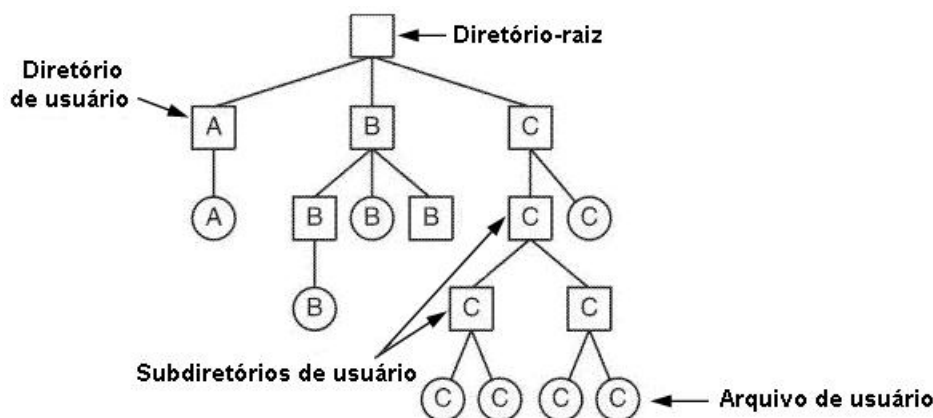 Diretório-raiz
Diretório
de usuário
A B C
A B B B C C
B C C
Subdiretórios de usuário
C C C C
Arquivo de usuário